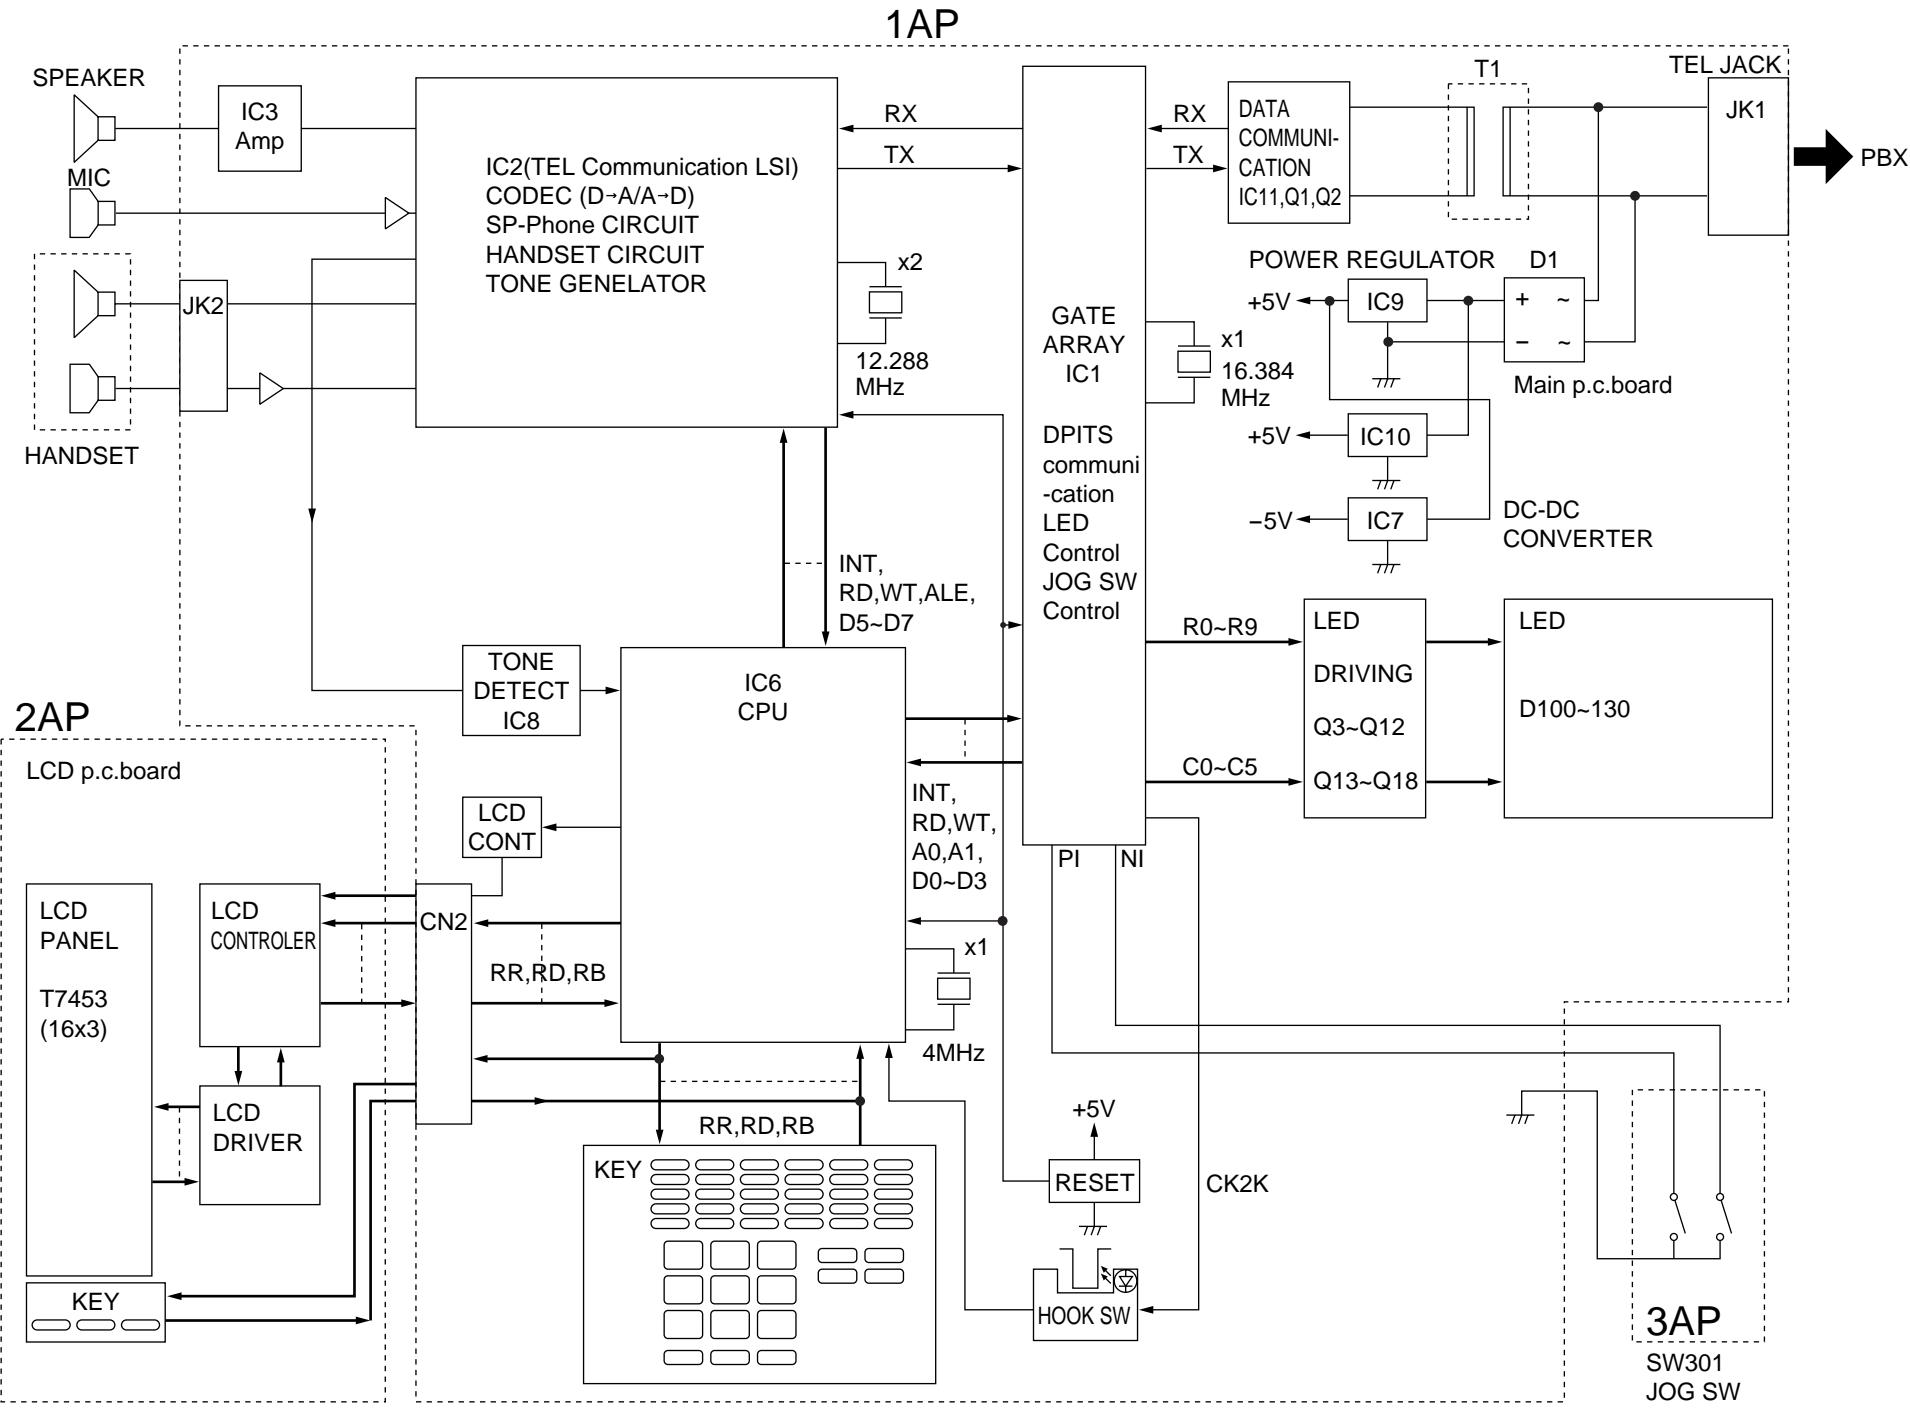 1AP
SPEAKER
IC3
Amp
MIC
JK2
HANDSET
IC2(TEL Communication LSI)
CODEC (D→A/A→D)
SP-Phone CIRCUIT
HANDSET CIRCUIT
TONE GENELATOR
x2
12.288
MHz
RX
TX
GATE
ARRAY
IC1
DPITS
communi
-cation
LED
Control
JOG SW
Control
RX
TX
DATA
COMMUNI-
CATION
IC11,Q1,Q2
T1
TEL JACK
JK1
PBX
x1
16.384
MHz
POWER REGULATOR
D1
+5V
IC9
+ ~
− ~
Main p.c.board
+5V
IC10
−5V
IC7
DC-DC
CONVERTER
INT,
RD,WT,ALE,
D5~D7
TONE
DETECT
IC8
IC6
CPU
R0~R9
C0~C5
LED
DRIVING
Q3~Q12
Q13~Q18
LED
D100~130
INT,
RD,WT,
A0,A1,
D0~D3
PI
NI
2AP
LCD p.c.board
LCD
CONT
LCD
PANEL
T7453
(16x3)
LCD
CONTROLER
CN2
RR,RD,RB
x1
4MHz
LCD
DRIVER
KEY
RR,RD,RB
KEY
+5V
RESET
CK2K
HOOK SW
3AP
SW301
JOG SW